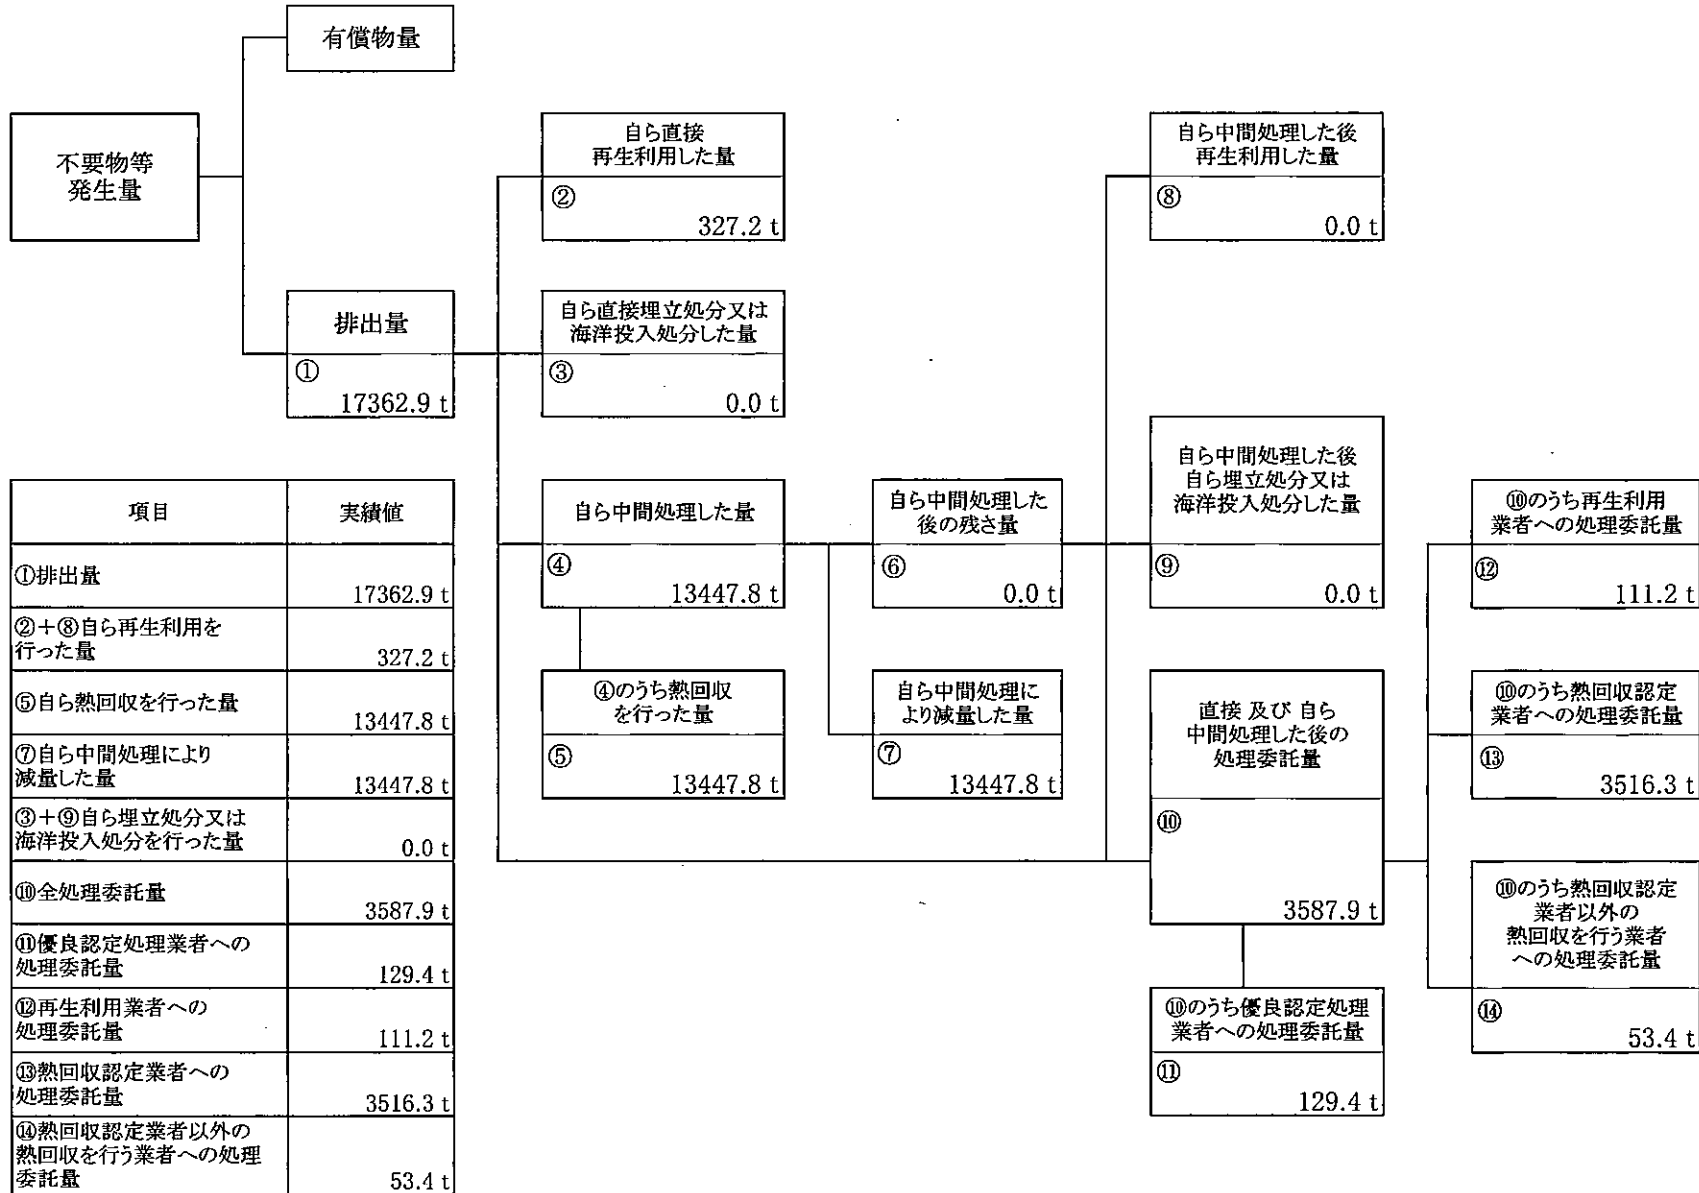 有償物量
不要物等
発生量
排出量
①
17362.9 t
自ら直接
再生利用した量
②
327.2 t
自ら直接埋立処分又は
海洋投入処分した量
③
0.0 t
自ら中間処理した量
④
13447.8 t
④のうち熱回収
を行った量
⑤
13447.8 t
自ら中間処理した
後の残さ量
⑥
0.0 t
自ら中間処理に
より減量した量
⑦
13447.8 t
自ら中間処理した後
再生利用した量
⑧
0.0 t
自ら中間処理した後
自ら埋立処分又は
海洋投入処分した量
⑨
0.0 t
直接 及び 自ら
中間処理した後の
処理委託量
⑩
3587.9 t
⑩のうち優良認定処理
業者への処理委託量
⑪
129.4 t
⑩のうち再生利用
業者への処理委託量
⑫
111.2 t
⑩のうち熱回収認定
業者への処理委託量
⑬
3516.3 t
⑩のうち熱回収認定
業者以外の
熱回収を行う業者
への処理委託量
⑭
53.4 t
項目 実績値
①排出量
17362.9 t
②+⑧自ら再生利用を
行った量
327.2 t
⑤自ら熱回収を行った量
13447.8 t
⑦自ら中間処理により
減量した量
13447.8 t
③+⑨自ら埋立処分又は
海洋投入処分を行った量
0.0 t
⑩全処理委託量
3587.9 t
⑪優良認定処理業者への
処理委託量
129.4 t
⑫再生利用業者への
処理委託量
111.2 t
⑬熱回収認定業者への
処理委託量
3516.3 t
⑭熱回収認定業者以外の
熱回収を行う業者への処理
委託量
53.4 t